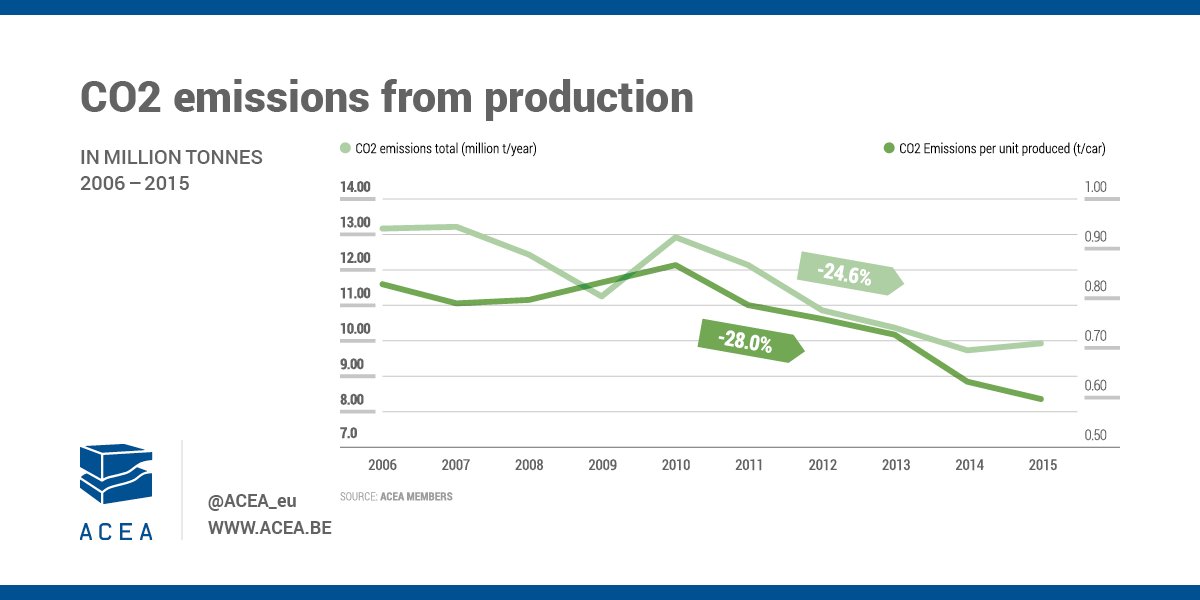 CO2 emissions from production
IN MILLION TONNES
2006 – 2015
CO2 emissions total (million t/year)
CO2 Emissions per unit produced (t/car)
14.00
13.00
12.00
11.00
10.00
9.00
8.00
7.0
1.00
0.90
0.80
0.70
0.60
0.50
-24.6%
-28.0%
2006 2007 2008 2009 2010 2011 2012 2013 2014 2015
SOURCE: ACEA MEMBERS
ACEA
@ACEA_eu
WWW.ACEA.BE